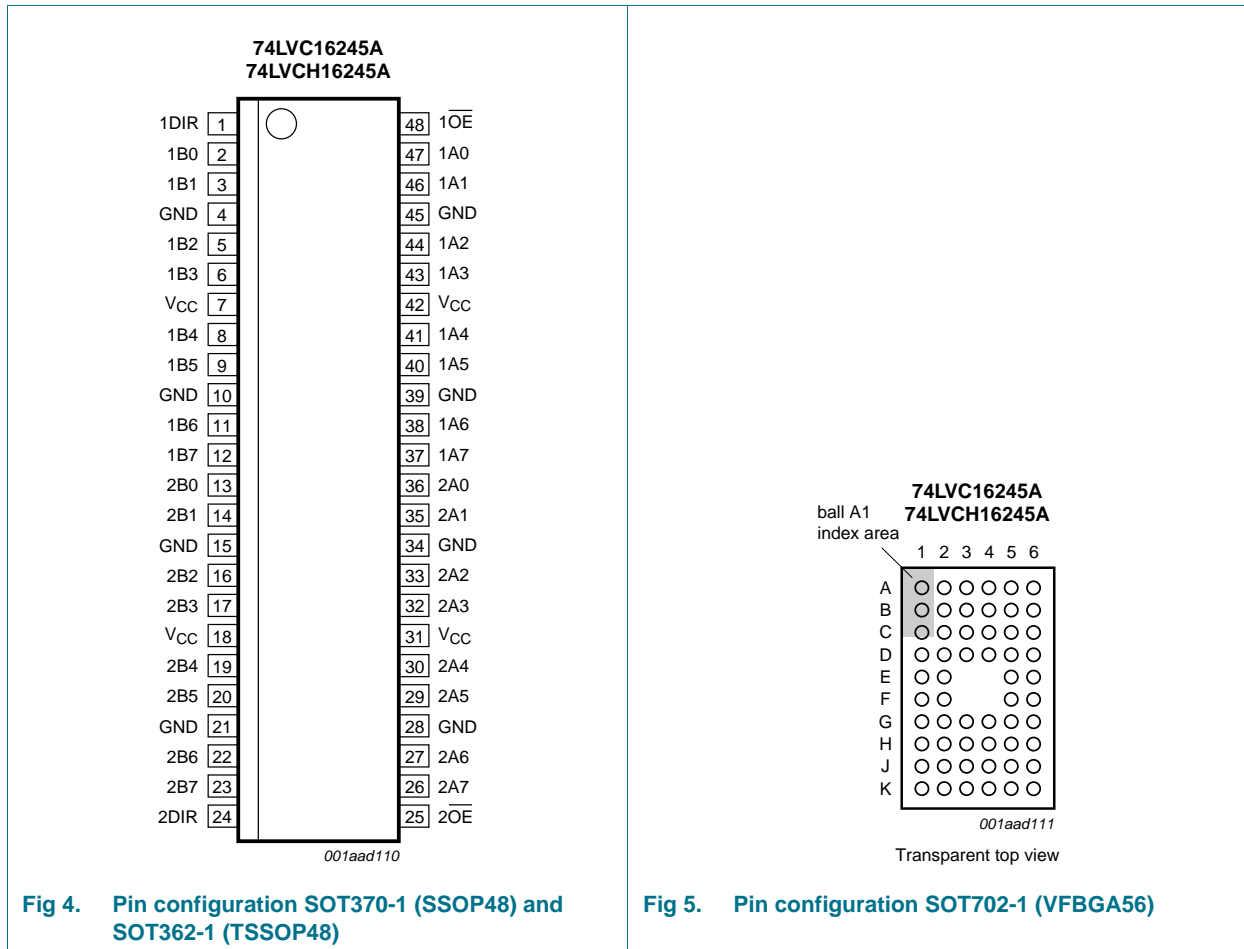 74LVC16245A
74LVCH16245A
1DIR 1 48 1OE
1B0 2 47 1A0
1B1 3 46 1A1
GND 4 45 GND
1B2 5 44 1A2
1B3 6 43 1A3
VCC 7 42 VCC
1B4 8 41 1A4
1B5 9 40 1A5
GND 10 39 GND
1B6 11 38 1A6
1B7 12 37 1A7
2B0 13 36 2A0
2B1 14 35 2A1
GND 15 34 GND
2B2 16 33 2A2
2B3 17 32 2A3
VCC 18 31 VCC
2B4 19 30 2A4
2B5 20 29 2A5
GND 21 28 GND
2B6 22 27 2A6
2B7 23 26 2A7
2DIR 24 25 2OE
001aad110
Fig 4. Pin configuration SOT370-1 (SSOP48) and
SOT362-1 (TSSOP48)
74LVC16245A
74LVCH16245A
ball A1
index area
1 2 3 4 5 6
A
B
C
D
E
F
G
H
J
K
001aad111
Transparent top view
Fig 5. Pin configuration SOT702-1 (VFBGA56)